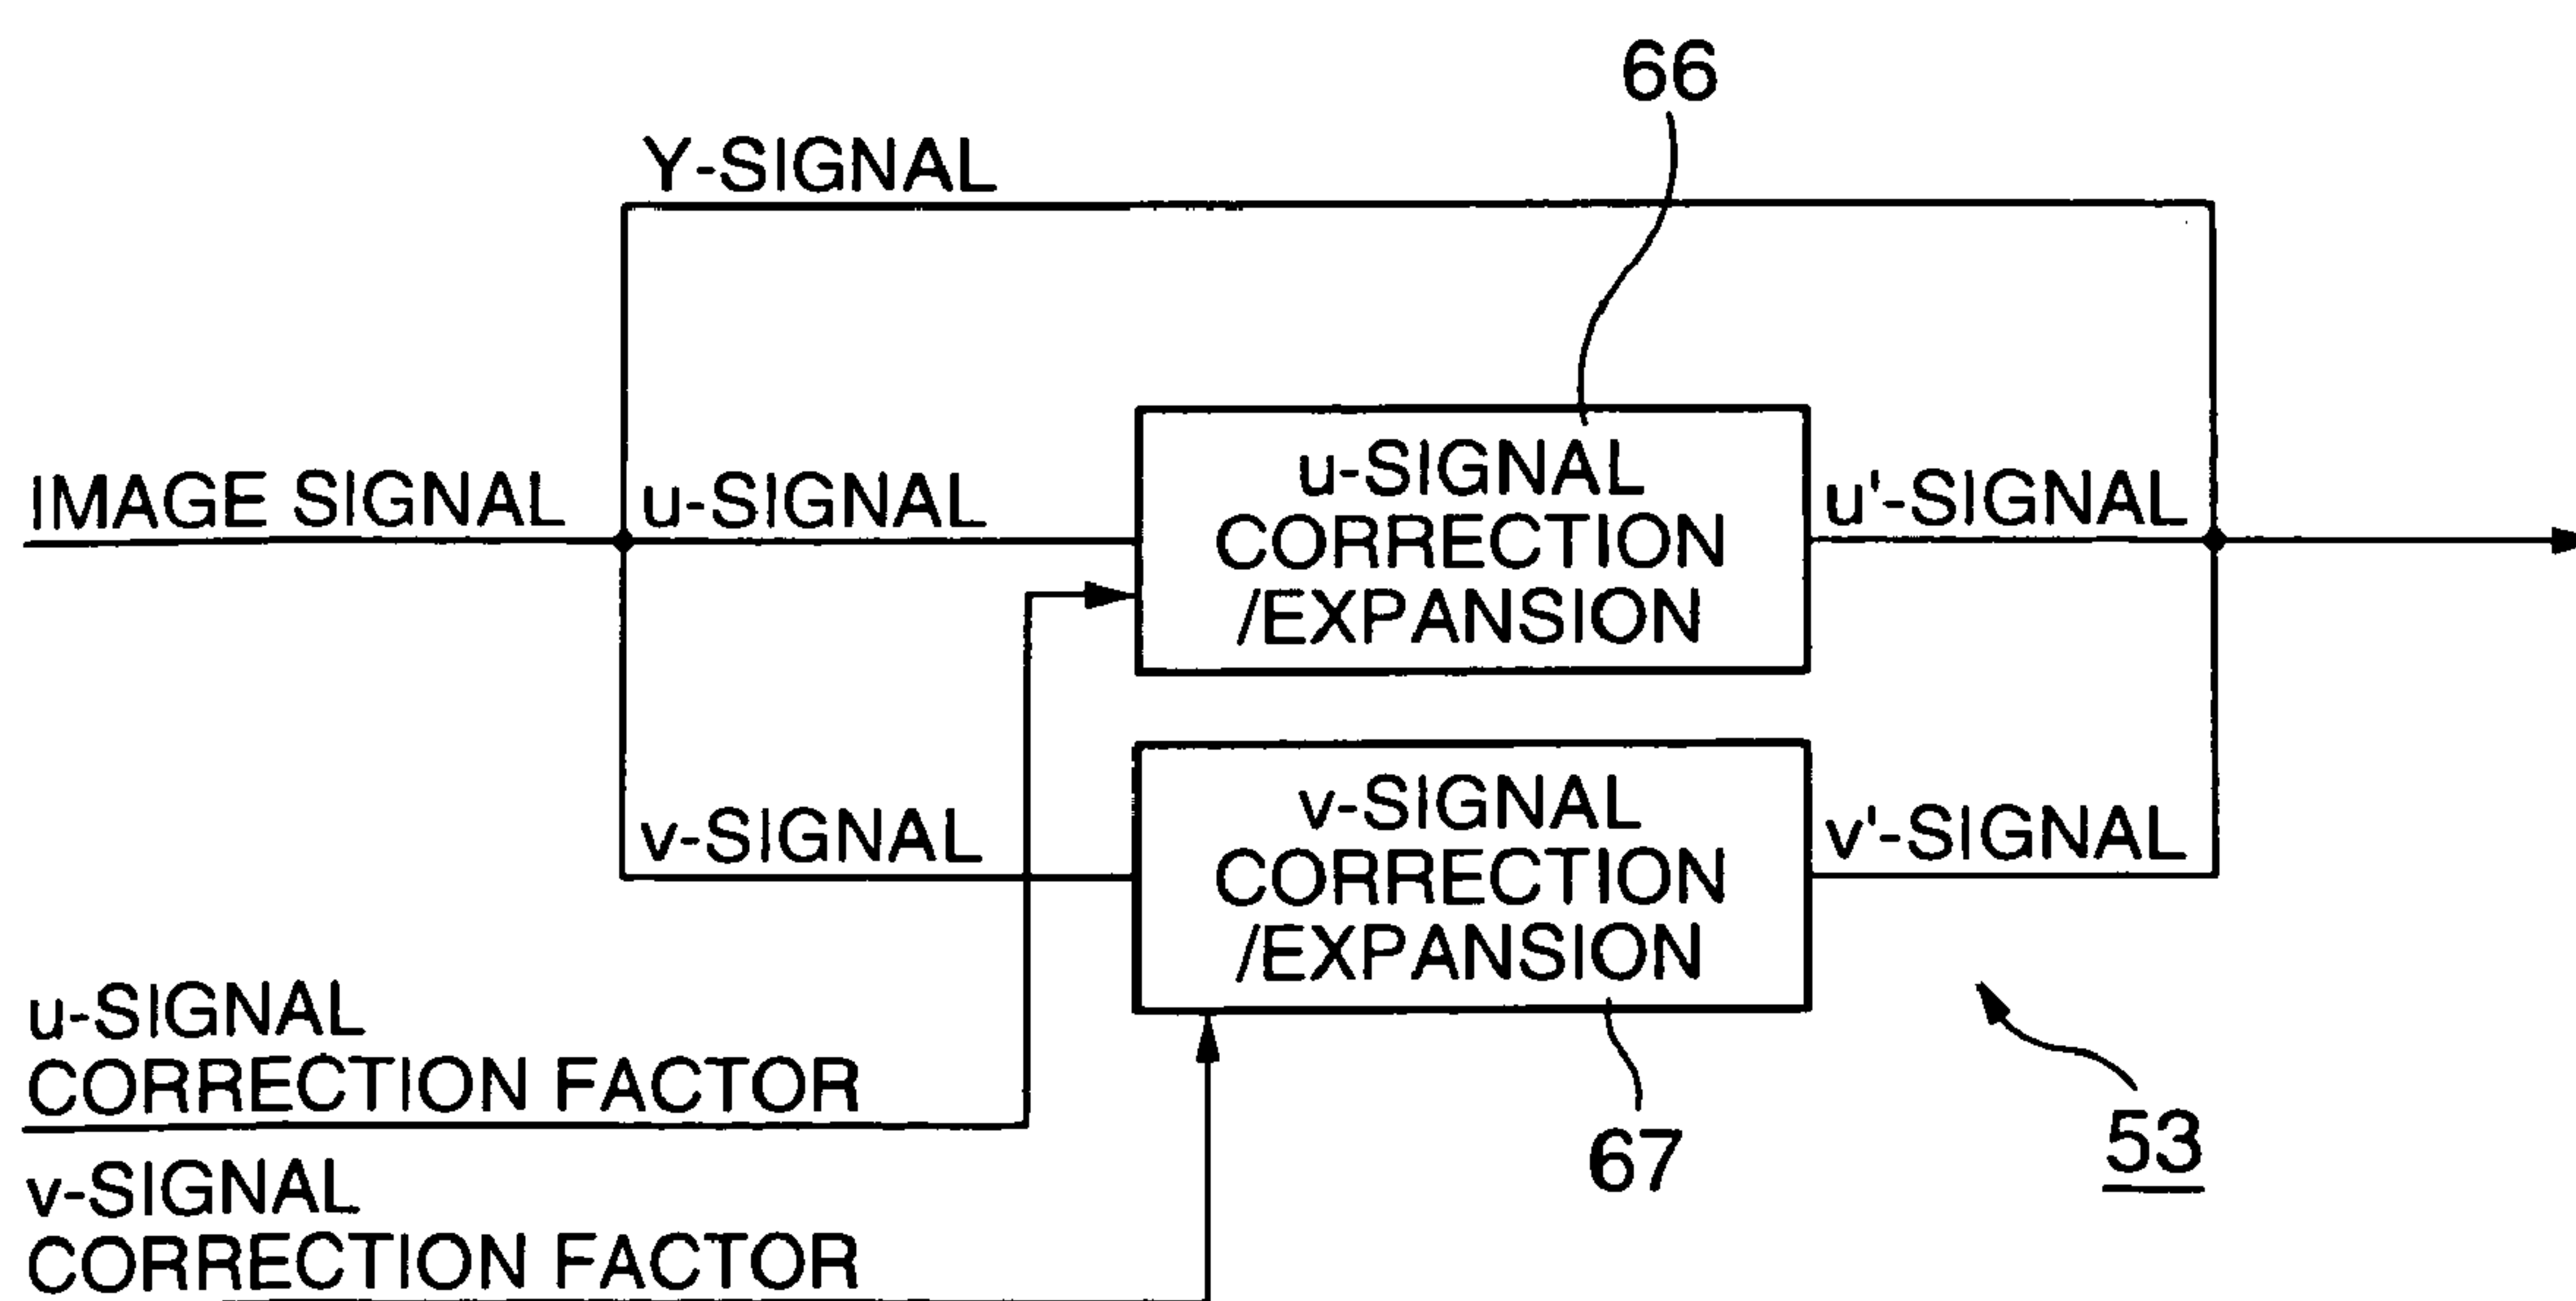 66
Y-SIGNAL
IMAGE SIGNAL
u-SIGNAL
u-SIGNAL
CORRECTION
/EXPANSION
u'-SIGNAL
v-SIGNAL
v-SIGNAL
CORRECTION
/EXPANSION
v'-SIGNAL
u-SIGNAL
CORRECTION FACTOR
67
53
v-SIGNAL
CORRECTION FACTOR